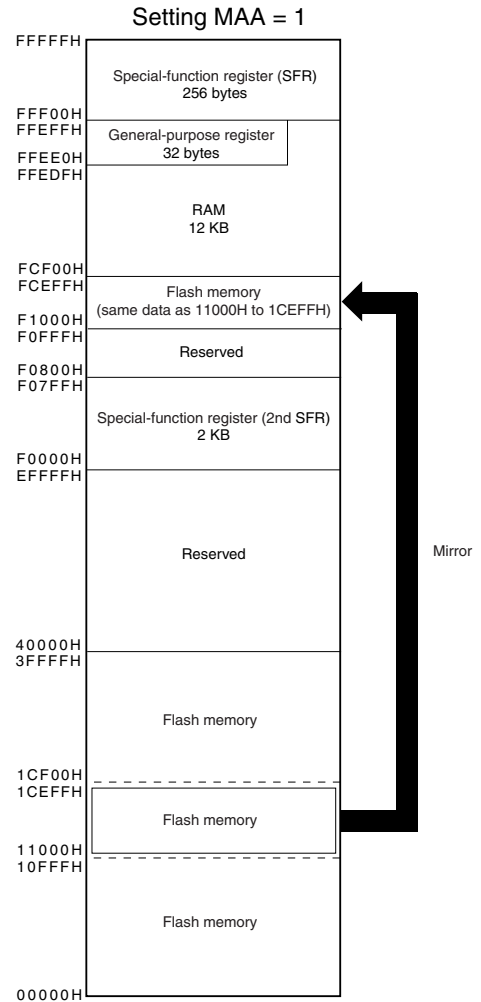 Setting MAA = 1
FFFFFH
Special-function register (SFR)
256 bytes
FFF00H
FFEFFH
General-purpose register
32 bytes
FFEE0H
FFEDFH
RAM
12 KB
FCF00H
FCEFFH
Flash memory
(same data as 11000H to 1CEFFH)
F1000H
F0FFFH
Reserved
F0800H
F07FFH
Special-function register (2nd SFR)
2 KB
F0000H
EFFFFH
Reserved
Mirror
40000H
3FFFFH
Flash memory
1CF00H
1CEFFH
Flash memory
11000H
10FFFH
Flash memory
00000H